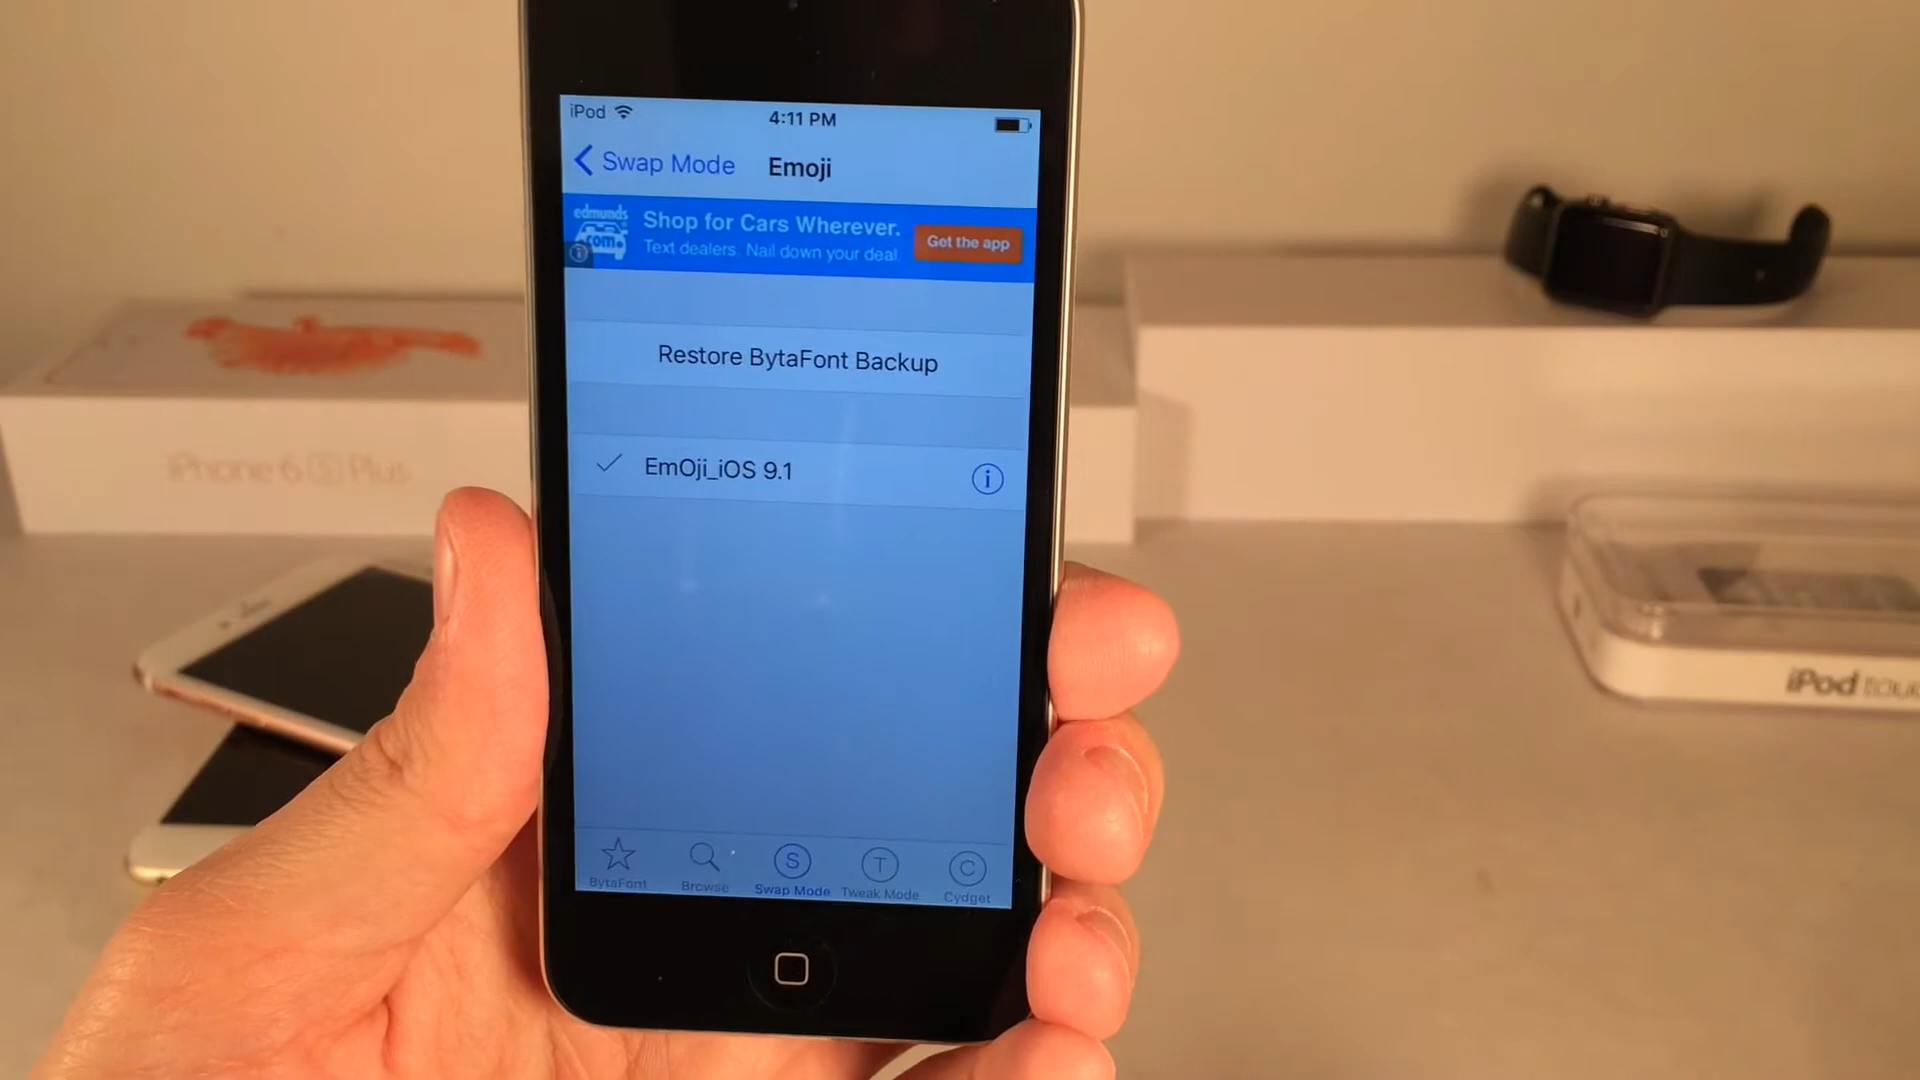 iPod
4:11 PM
Swap Mode
Emoji
edmunds
.com
Shop for Cars Wherever.
Text dealers. Nail down your deal.
Get the app
Restore BytaFont Backup
EmOji_iOS 9.1
BytaFont
Browse
Swap Mode
Tweak Mode
Cydget
S
T
C
iPhone 6 S Plus
iPod